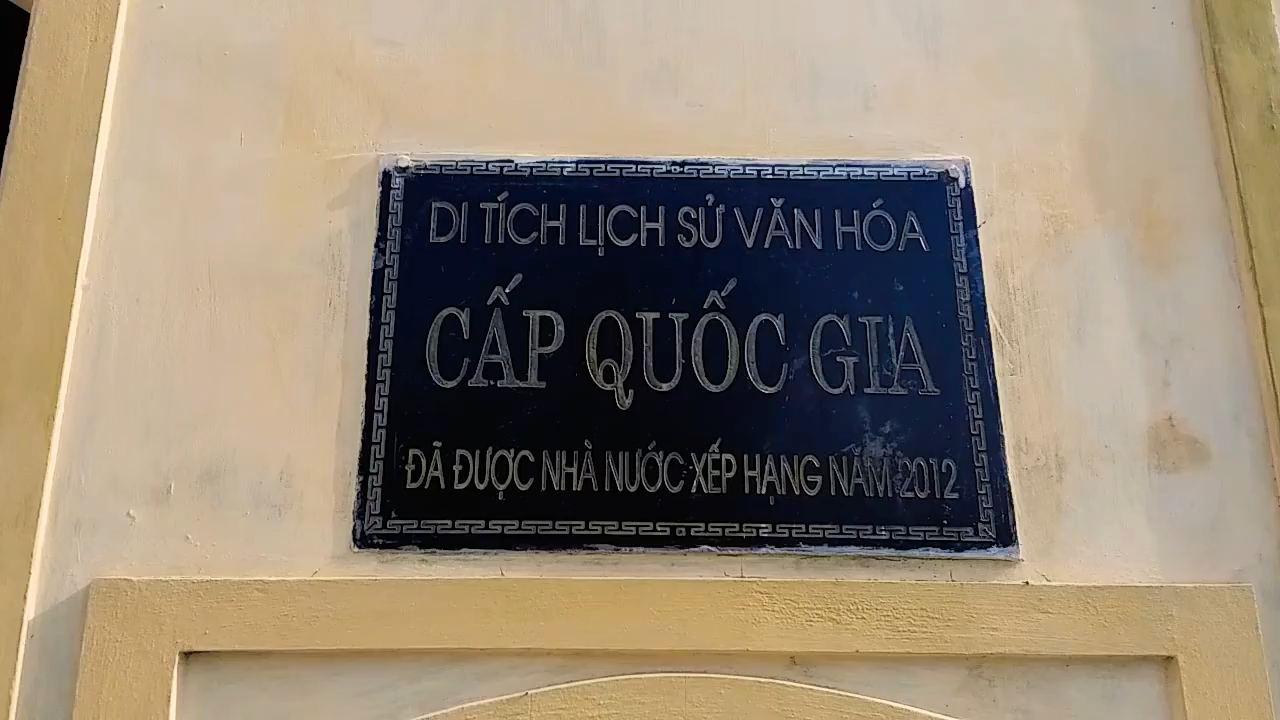 DI TÍCH LỊCH SỬ VĂN HÓA
CẤP QUỐC GIA
ĐÃ ĐƯỢC NHÀ NƯỚC XẾP HẠNG NĂM 2012